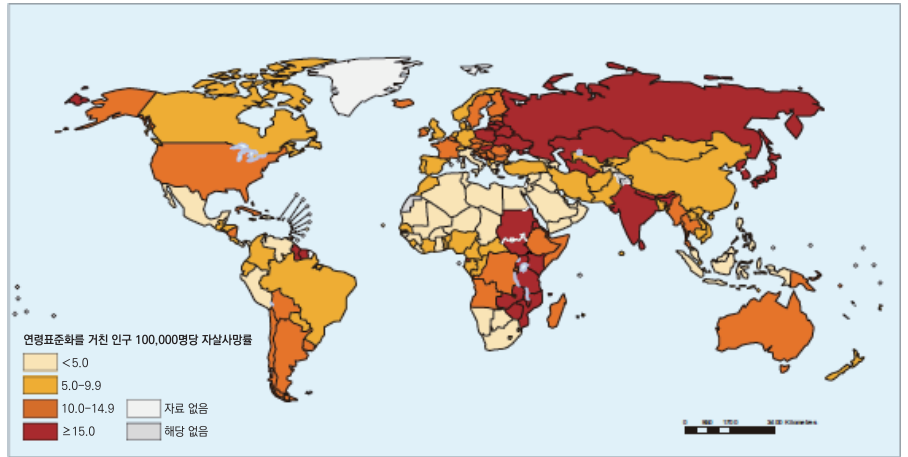 연령표준화를 거친 인구 100,000명당 자살사망률
<5.0
5.0-9.9
10.0-14.9
자료 없음
≥15.0
해당 없음
Kilometers